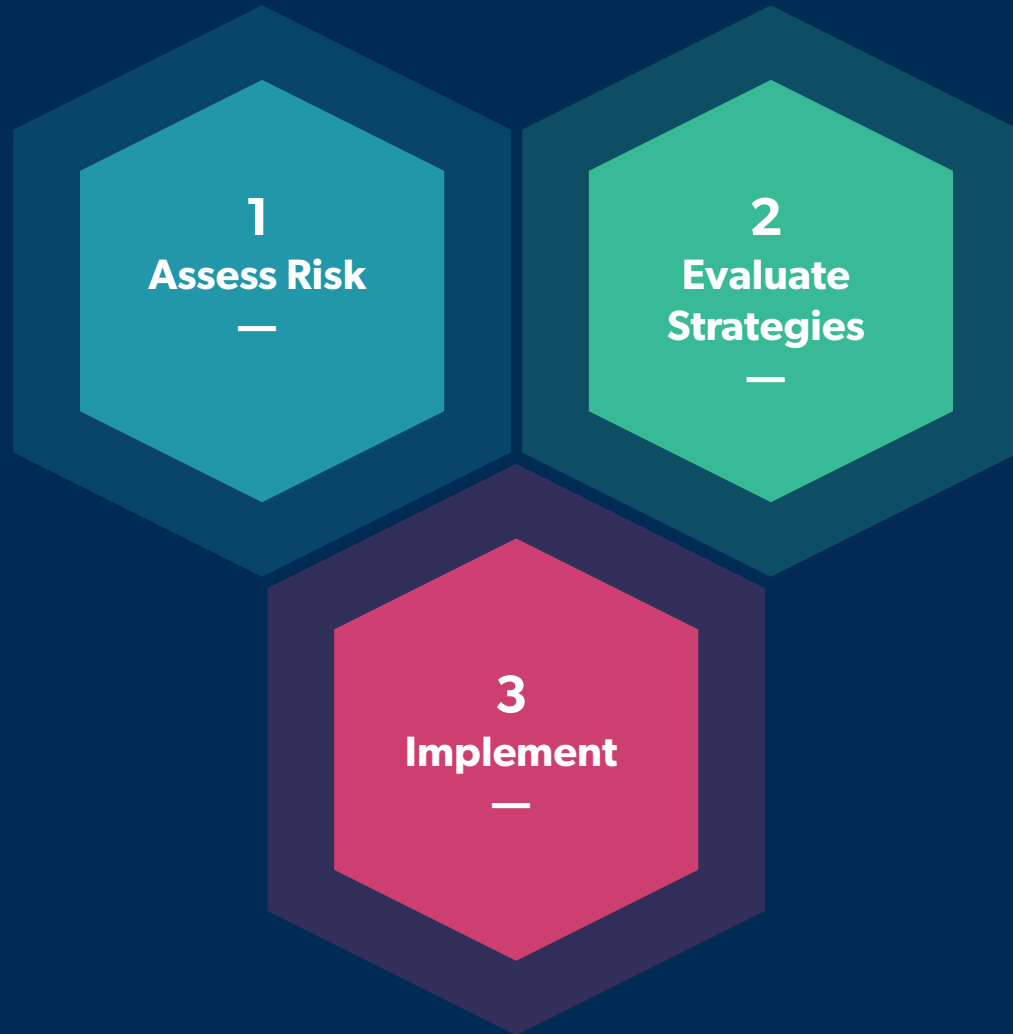 1
Assess Risk
—
2
Evaluate
Strategies
—
3
Implement
—